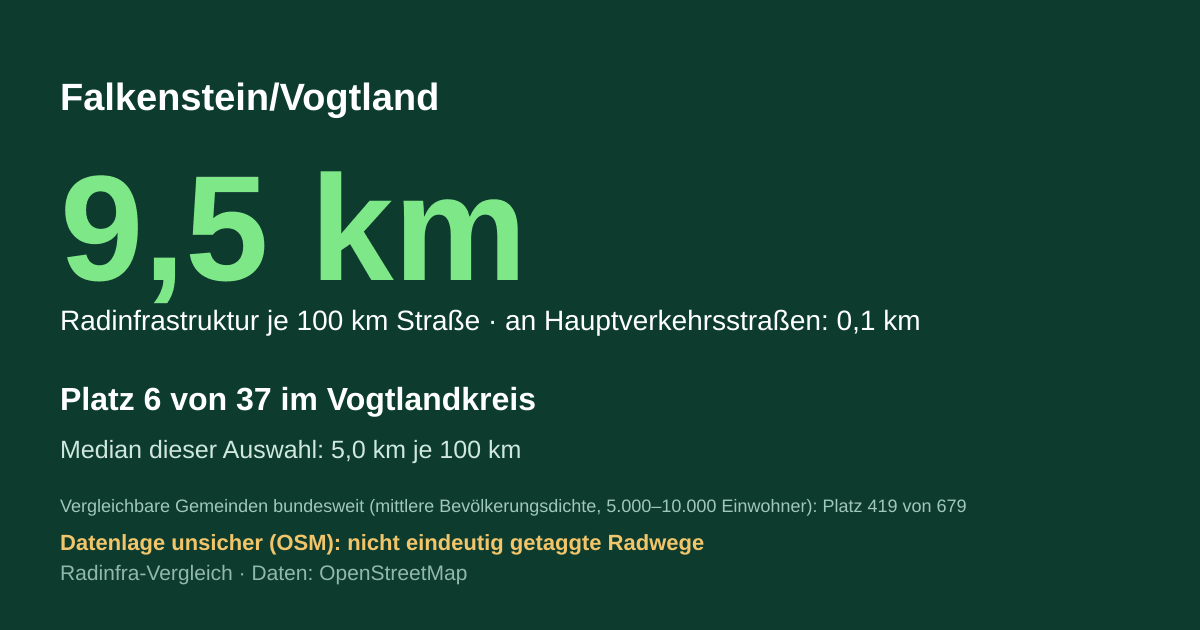 Falkenstein/Vogtland
9,5 km
Radinfrastruktur je 100 km Straße · an Hauptverkehrsstraßen: 0,1 km
Platz 6 von 37 im Vogtlandkreis
Median dieser Auswahl: 5,0 km je 100 km
Vergleichbare Gemeinden bundesweit (mittlere Bevölkerungsdichte, 5.000–10.000 Einwohner): Platz 419 von 679
Datenlage unsicher (OSM): nicht eindeutig getaggte Radwege
Radinfra-Vergleich · Daten: OpenStreetMap